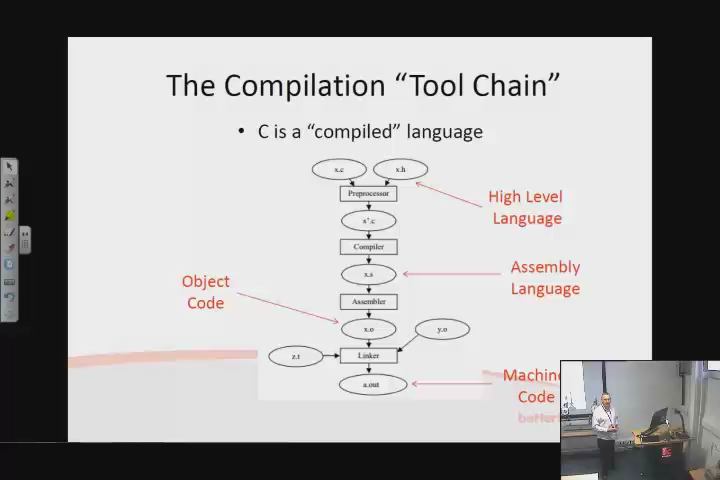 The Compilation “Tool Chain”
• C is a “compiled” language
x.c
x.h
Preprocessor
High Level
Language
x'.c
Compiler
x.s
Assembly
Language
Object
Code
Assembler
x.o
y.o
z.t
Linker
a.out
Machine
Code